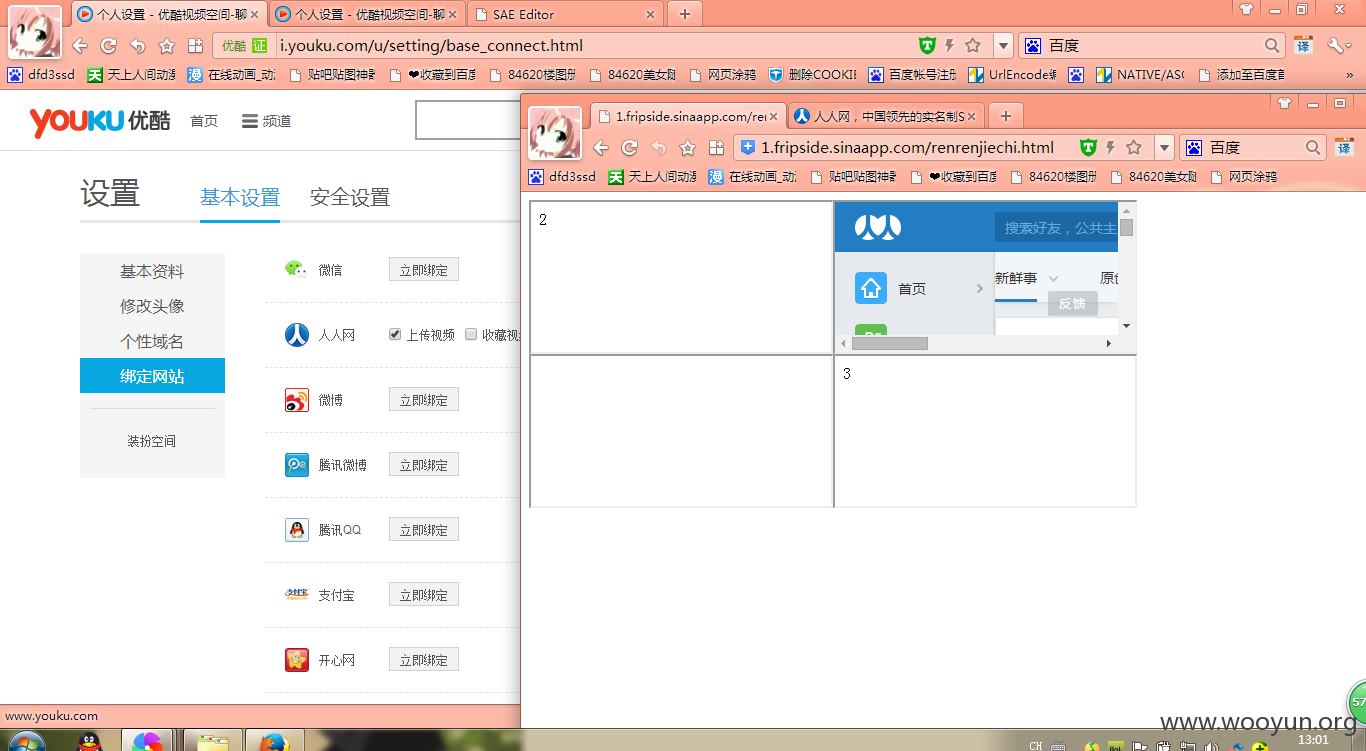 个人设置 - 优酷视频空间-聊
个人设置 - 优酷视频空间-聊
SAE Editor
优酷 证 i.youku.com/u/setting/base_connect.html
百度
译
dfd3ssd 天上人间动漫 在线动画_动漫 贴吧贴图神器 ❤收藏到百度 84620楼图册 84620美女网 网页涂鸦 删除COOKIE 百度帐号注册 UrlEncode编 NATIVE/ASC 添加至百度首 »
YOUKU 优酷 首页 频道
设置 基本设置 安全设置
基本资料
修改头像
个性域名
绑定网站
装扮空间
微信 立即绑定
人人网 上传视频 收藏视
微博 立即绑定
腾讯微博 立即绑定
腾讯QQ 立即绑定
支付宝 立即绑定
开心网 立即绑定
www.youku.com
1.fripside.sinaapp.com/ren
人人网，中国领先的实名制S
1.fripside.sinaapp.com/renrenjiechi.html
百度
译
dfd3ssd 天上人间动漫 在线动画_动漫 贴吧贴图神器 ❤收藏到百度 84620楼图册 84620美女网 网页涂鸦
2
搜索好友，公共主
首页
新鲜事
反馈
3
57
www.wooyun.org
CH
13:01